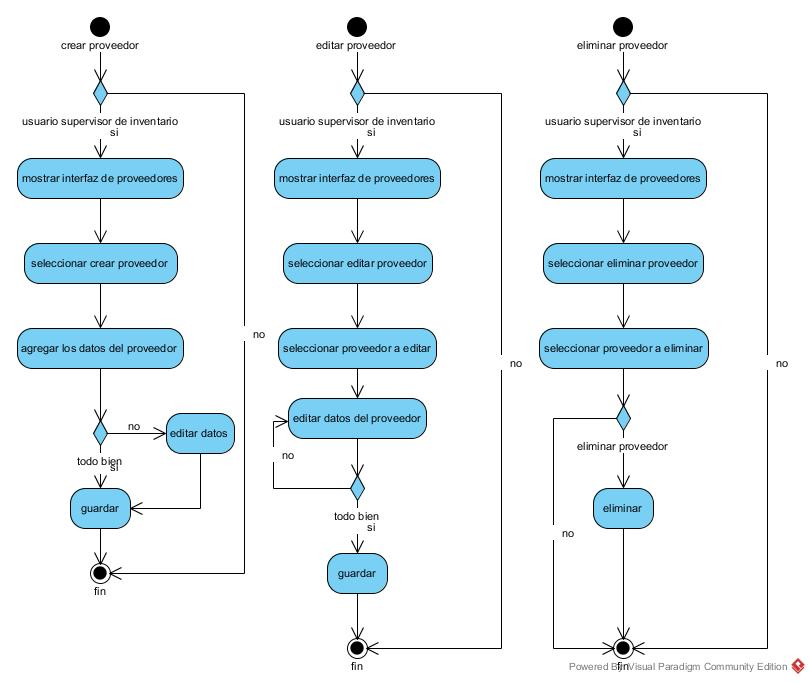 crear proveedor
usuario supervisor de inventario
si
mostrar interfaz de proveedores
seleccionar crear proveedor
agregar los datos del proveedor
no
no
editar datos
todo bien
si
guardar
fin
editar proveedor
usuario supervisor de inventario
si
mostrar interfaz de proveedores
seleccionar editar proveedor
seleccionar proveedor a editar
no
editar datos del proveedor
no
todo bien
si
guardar
fin
eliminar proveedor
usuario supervisor de inventario
si
mostrar interfaz de proveedores
seleccionar eliminar proveedor
seleccionar proveedor a eliminar
no
eliminar proveedor
eliminar
no
fin
Powered By Visual Paradigm Community Edition